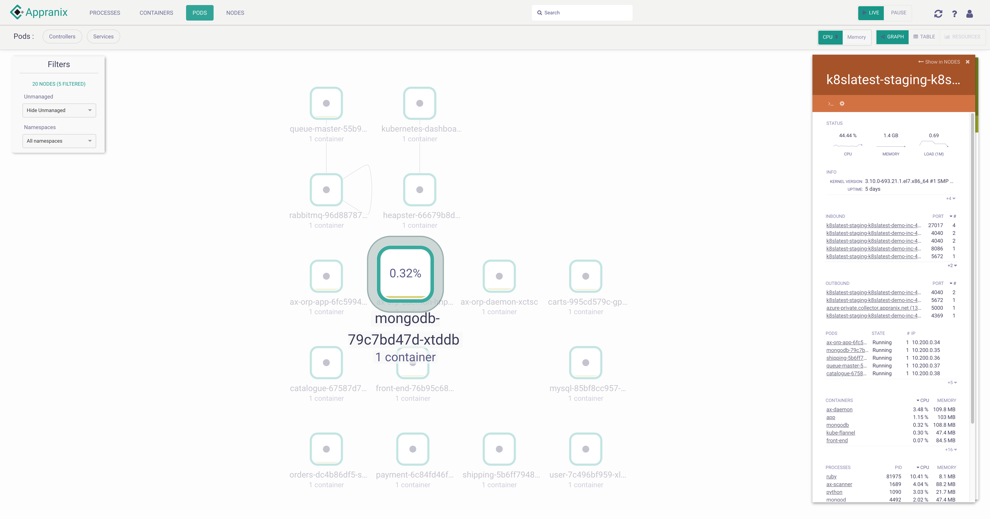 Appranix PROCESSES CONTAINERS PODS NODES Search LIVE PAUSE ?
Pods : Controllers Services CPU Memory GRAPH TABLE RESOURCES
Filters
20 NODES (5 FILTERED)
Unmanaged
Hide Unmanaged
Namespaces
All namespaces
queue-master-55b9... kubernetes-dashboa...
1 container 1 container
rabbitmq-96d88787... heapster-66679b8d...
1 container 1 container
0.32%
ax-orp-app-6fc5994... ax-orp-daemon-xctsc carts-995cd579c-gp...
1 container 1 container 1 container
mongodb-
79c7bd47d-xtddb
1 container
catalogue-67587d7... front-end-76b95c68... mysql-85bf8cc957-...
1 container 1 container 1 container
orders-dc4b86df5-s... payment-6c84fd46f... shipping-5b6ff7948... user-7c496bf959-xl...
1 container 1 container 1 container 1 container
Show in NODES
k8slatest-staging-k8s...
STATUS
44.44 % 1.4 GB 0.69
CPU MEMORY LOAD (1M)
INFO
KERNEL VERSION: 3.10.0-693.21.1.el7.x86_64 #1 SMP ...
UPTIME: 5 days
+4
INBOUND PORT #
k8slatest-staging-k8slatest-demo-inc-4... 27017 4
k8slatest-staging-k8slatest-demo-inc-4... 4040 2
k8slatest-staging-k8slatest-demo-inc-4... 4040 2
k8slatest-staging-k8slatest-demo-inc-4... 8086 1
k8slatest-staging-k8slatest-demo-inc-4... 5672 1
+2
OUTBOUND PORT #
k8slatest-staging-k8slatest-demo-inc-4... 4040 2
k8slatest-staging-k8slatest-demo-inc-4... 5672 1
azure-private.collector.appranix.net (13... 5000 1
k8slatest-staging-k8slatest-demo-inc-4... 4369 1
PODS STATE # IP
ax-orp-app-6fc5... Running 1 10.200.0.34
mongodb-79c7b... Running 1 10.200.0.35
shipping-5b6ff7... Running 1 10.200.0.36
queue-master-5... Running 1 10.200.0.37
catalogue-6758... Running 1 10.200.0.38
+5
CONTAINERS CPU MEMORY
ax-daemon 3.48 % 109.8 MB
app 1.15 % 103 MB
mongodb 0.32 % 108.8 MB
kube-flannel 0.30 % 47.4 MB
front-end 0.07 % 84.5 MB
+16
PROCESSES PID CPU MEMORY
ruby 81975 10.41 % 8.1 MB
ax-scanner 1689 4.04 % 88.2 MB
python 1090 3.03 % 21.7 MB
mongod 4492 2.02 % 47.4 MB